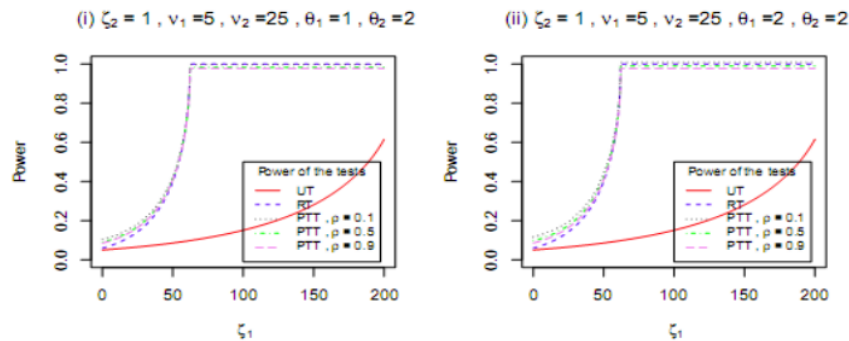 (i) ζ2 = 1 , ν1 =5 , ν2 =25 , θ1 = 1 , θ2 = 2
Power
1.0
0.8
0.6
0.4
0.2
0.0
Power of the tests
UT
RT
PTT , ρ = 0.1
PTT , ρ = 0.5
PTT , ρ = 0.9
0 50 100 150 200
ζ1
(ii) ζ2 = 1 , ν1 =5 , ν2 =25 , θ1 = 2 , θ2 = 2
Power
1.0
0.8
0.6
0.4
0.2
0.0
Power of the tests
UT
RT
PTT , ρ = 0.1
PTT , ρ = 0.5
PTT , ρ = 0.9
0 50 100 150 200
ζ1